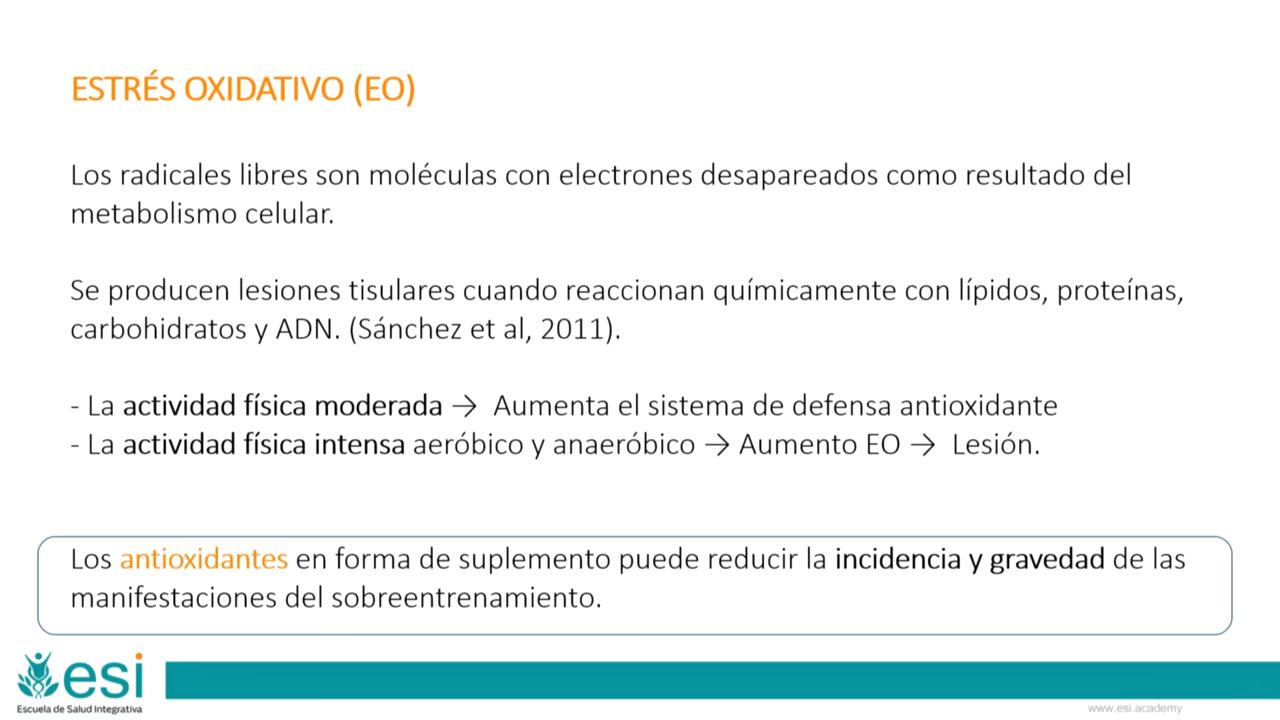 ESTRÉS OXIDATIVO (EO)
Los radicales libres son moléculas con electrones desapareados como resultado del
metabolismo celular.
Se producen lesiones tisulares cuando reaccionan químicamente con lípidos, proteínas,
carbohidratos y ADN. (Sánchez et al, 2011).
- La actividad física moderada → Aumenta el sistema de defensa antioxidante
- La actividad física intensa aeróbico y anaeróbico → Aumento EO → Lesión.
Los antioxidantes en forma de suplemento puede reducir la incidencia y gravedad de las
manifestaciones del sobreentrenamiento.
esi
Escuela de Salud Integrativa
www.esi.academy